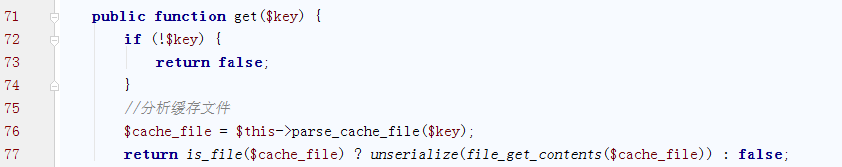 71 public function get($key) {
72 if (!$key) {
73 return false;
74 }
75 //分析缓存文件
76 $cache_file = $this->parse_cache_file($key);
77 return is_file($cache_file) ? unserialize(file_get_contents($cache_file)) : false;